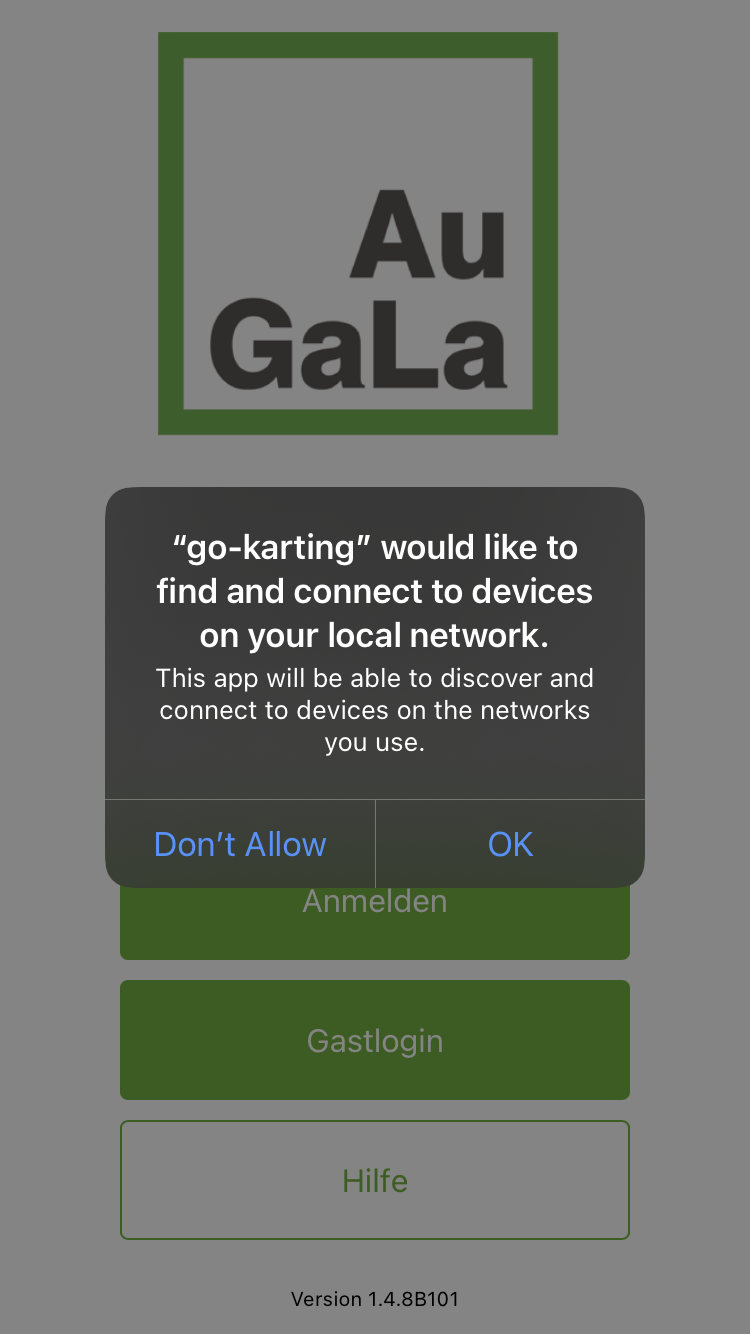 Au
GaLa
“go-karting” would like to
find and connect to devices
on your local network.
This app will be able to discover and
connect to devices on the networks
you use.
Don’t Allow
OK
Anmelden
Gastlogin
Hilfe
Version 1.4.8B101